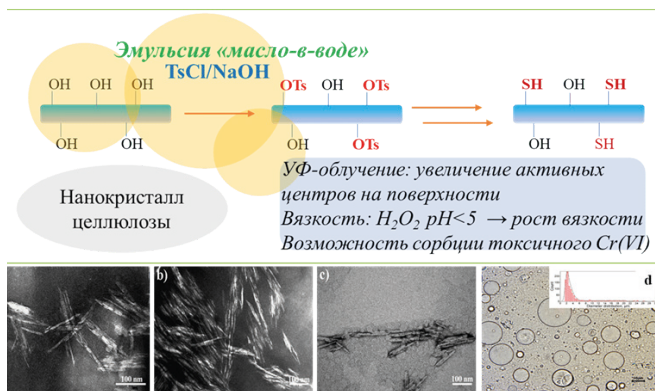 Эмульсия «масло-в-воде»
TsCl/NaOH
OH OH OH
OH OH
OTs OH OTs
OH OTs
SH OH SH
OH SH
Нанокристалл
целлюлозы
УФ-облучение: увеличение активных
центров на поверхности
Вязкость: H₂O₂ pH<5 → рост вязкости
Возможность сорбции токсичного Cr(VI)
100 nm
b)
100 nm
c)
100 nm
d